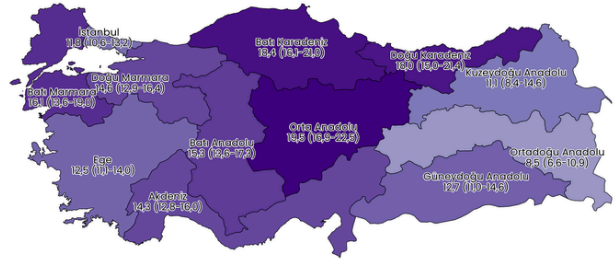 İstanbul
11,8 (10,6-13,2)
Batı Karadeniz
18,4 (16,1-21,0)
Doğu Karadeniz
18,0 (15,0-21,4)
Kuzeydoğu Anadolu
11,1 (8,4-14,6)
Doğu Marmara
14,6 (12,9-16,4)
Batı Marmara
16,1 (13,6-19,0)
Orta Anadolu
19,5 (16,9-22,5)
Batı Anadolu
15,3 (13,6-17,3)
Ortadoğu Anadolu
8,5 (6,6-10,9)
Ege
12,5 (11,1-14,0)
Güneydoğu Anadolu
12,7 (11,0-14,6)
Akdeniz
14,3 (12,8-16,0)